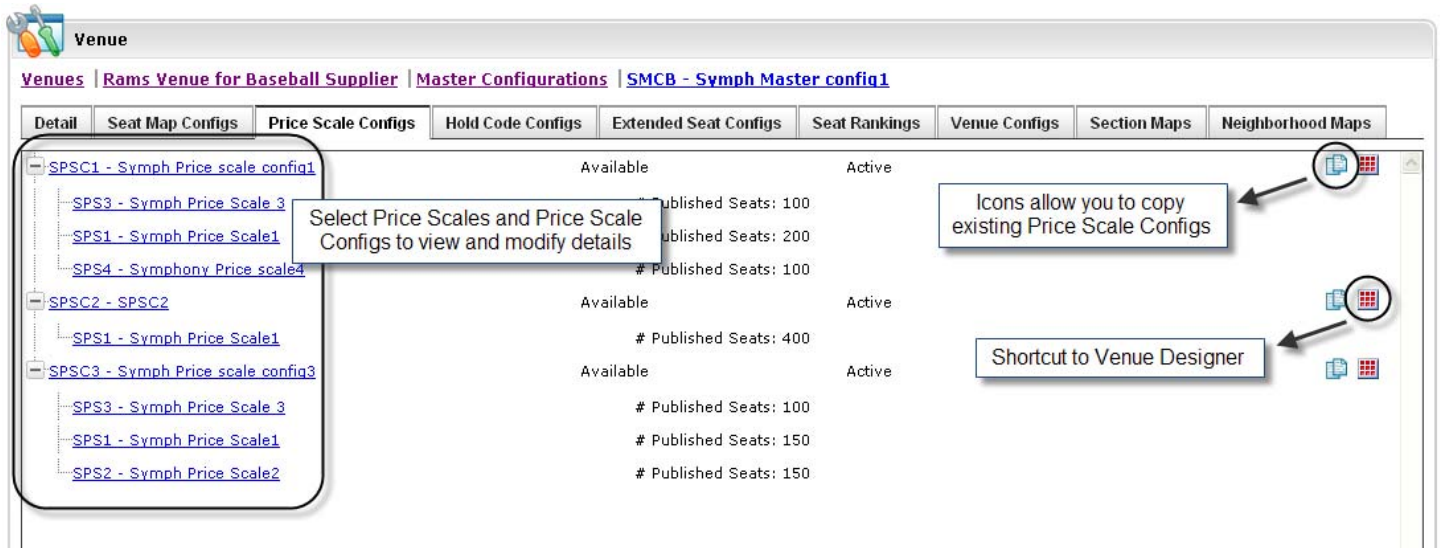 Venue
Venues | Rams Venue for Baseball Supplier | Master Configurations | SMCB - Symph Master config1
Detail Seat Map Configs Price Scale Configs Hold Code Configs Extended Seat Configs Seat Rankings Venue Configs Section Maps Neighborhood Maps
SPSC1 - Symph Price scale config1 Available Active
SPS3 - Symph Price Scale 3 # Published Seats: 100
Select Price Scales and Price Scale
Configs to view and modify details
Icons allow you to copy
existing Price Scale Configs
SPS1 - Symph Price Scale1 # Published Seats: 200
SPS4 - Symphony Price scale4 # Published Seats: 100
SPSC2 - SPSC2 Available Active
SPS1 - Symph Price Scale1 # Published Seats: 400
Shortcut to Venue Designer
SPSC3 - Symph Price scale config3 Available Active
SPS3 - Symph Price Scale 3 # Published Seats: 100
SPS1 - Symph Price Scale1 # Published Seats: 150
SPS2 - Symph Price Scale2 # Published Seats: 150